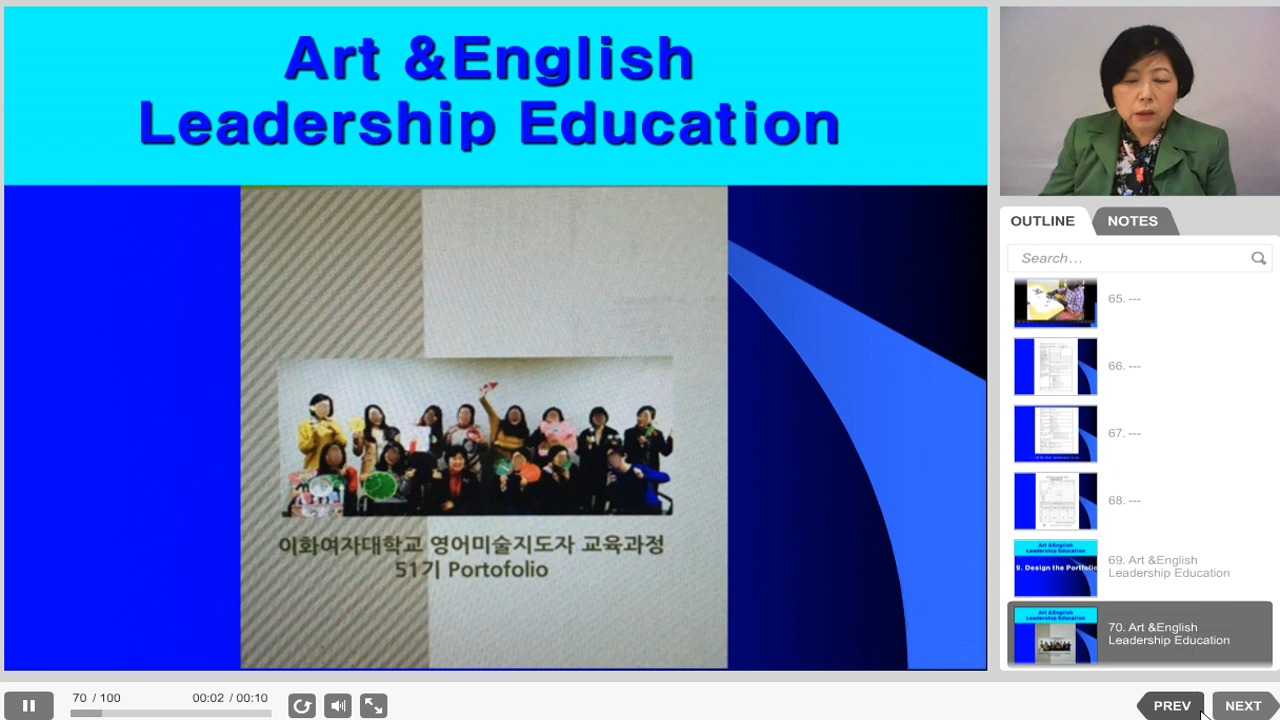 Art &English
Leadership Education
이화여자대학교 영어미술지도자 교육과정
51기 Portofolio
OUTLINE
NOTES
Search...
65. ---
66. ---
67. ---
68. ---
Art &English
Leadership Education
9. Design the Portfolio
69. Art &English
Leadership Education
Art &English
Leadership Education
70. Art &English
Leadership Education
70 / 100
00:02 / 00:10
PREV
NEXT